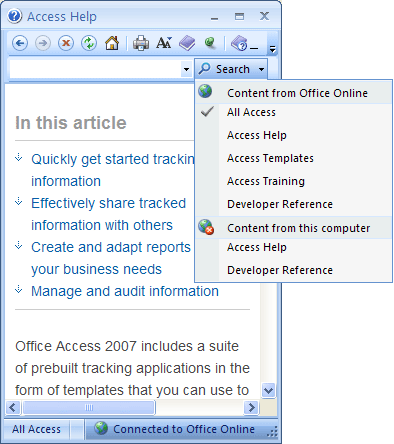 Access Help
Search
Content from Office Online
All Access
Access Help
Access Templates
Access Training
Developer Reference
Content from this computer
Access Help
Developer Reference
In this article
Quickly get started trackin
information
Effectively share tracked
information with others
Create and adapt reports
your business needs
Manage and audit information
Office Access 2007 includes a suite
of prebuilt tracking applications in the
form of templates that you can use to
All Access
Connected to Office Online